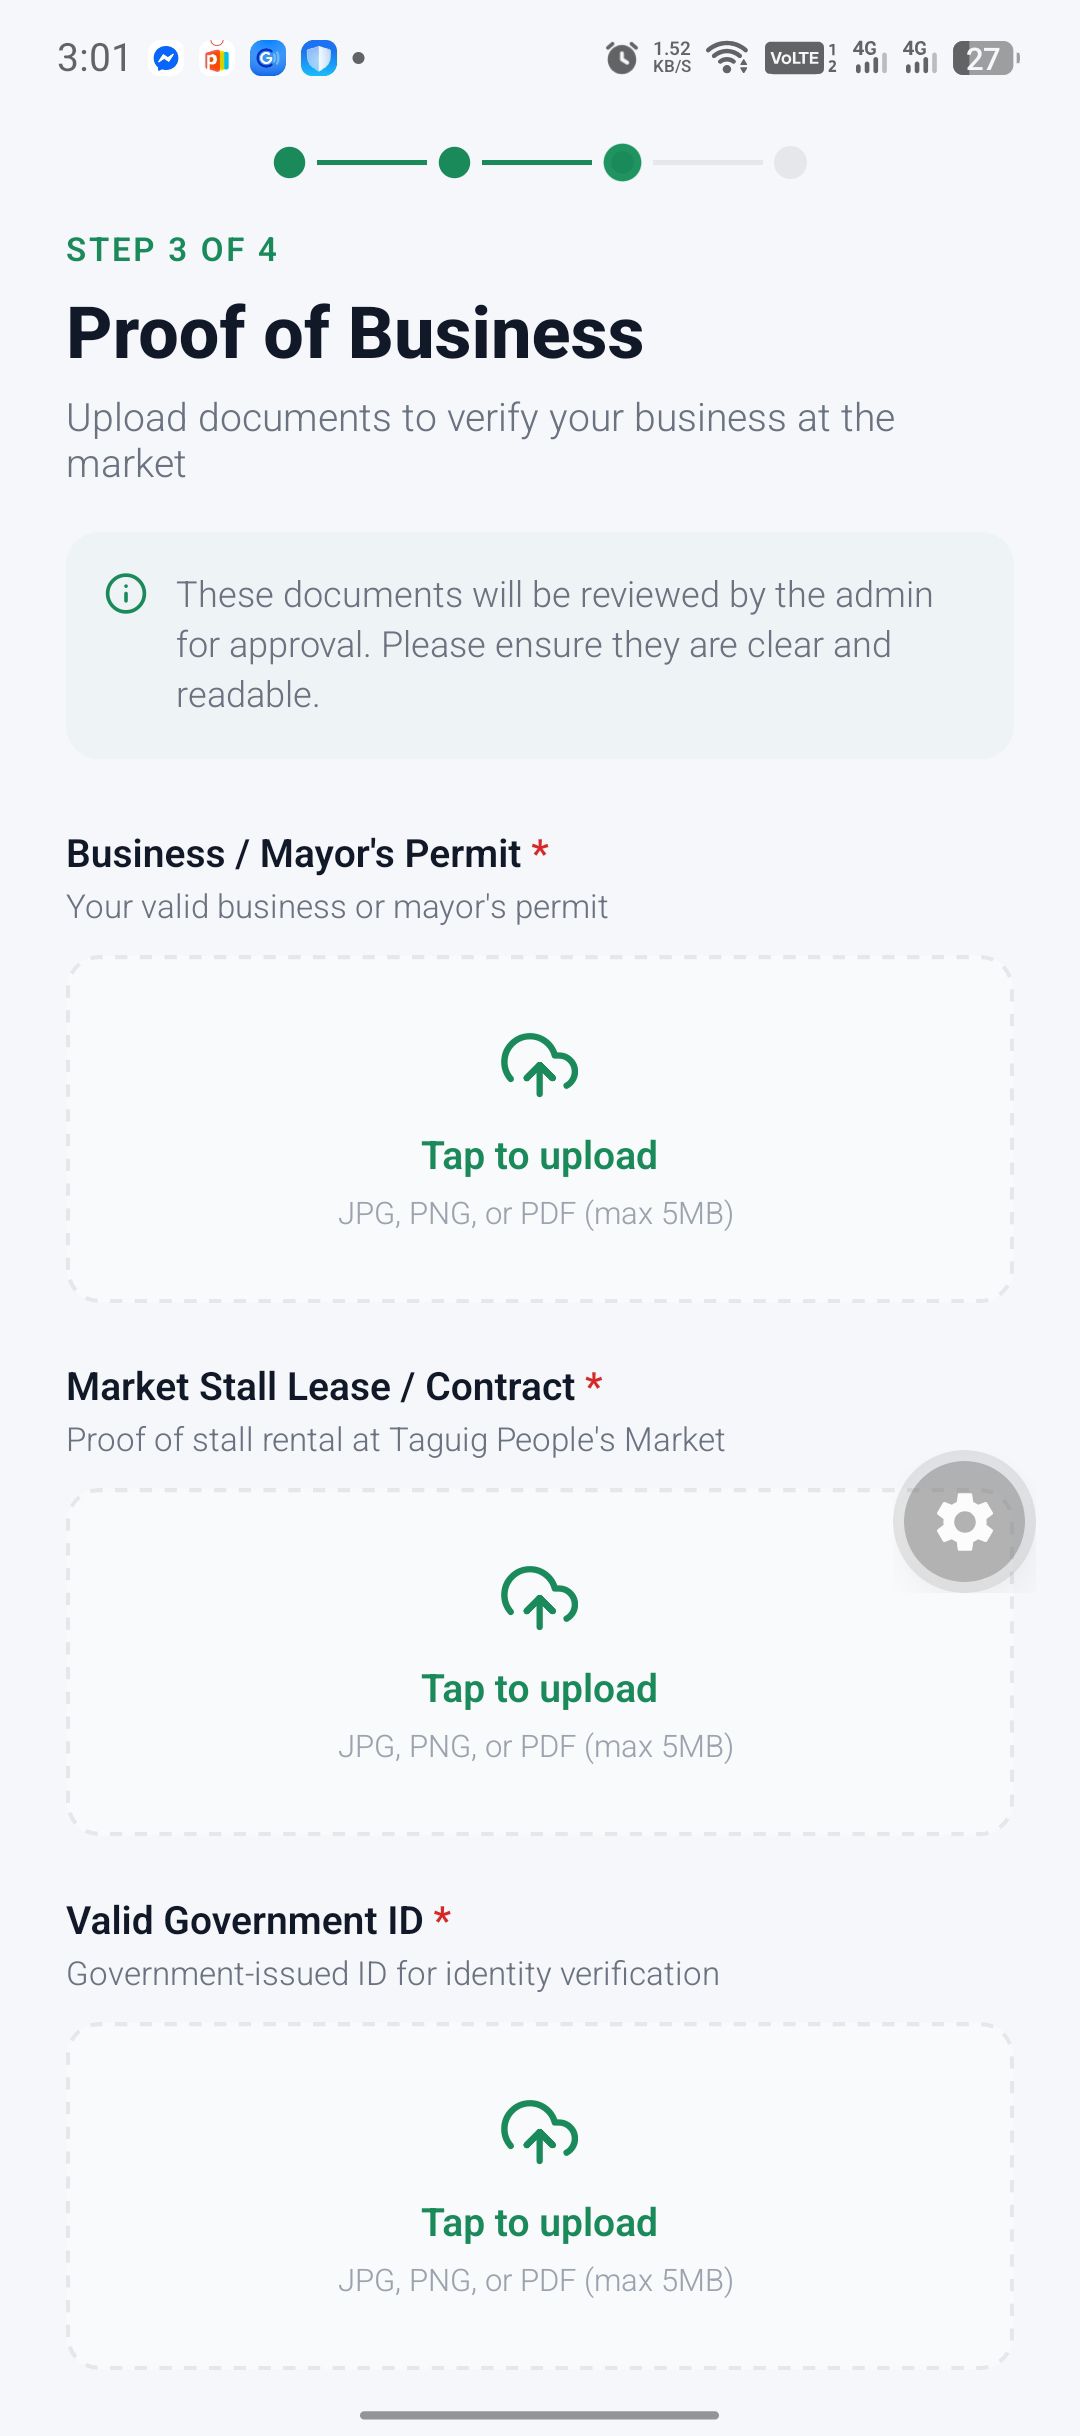 3:01
1.52
KB/S
VoLTE
1
2
4G
4G
27
STEP 3 OF 4
Proof of Business
Upload documents to verify your business at the
market
These documents will be reviewed by the admin
for approval. Please ensure they are clear and
readable.
Business / Mayor's Permit *
Your valid business or mayor's permit
Tap to upload
JPG, PNG, or PDF (max 5MB)
Market Stall Lease / Contract *
Proof of stall rental at Taguig People's Market
Tap to upload
JPG, PNG, or PDF (max 5MB)
Valid Government ID *
Government-issued ID for identity verification
Tap to upload
JPG, PNG, or PDF (max 5MB)